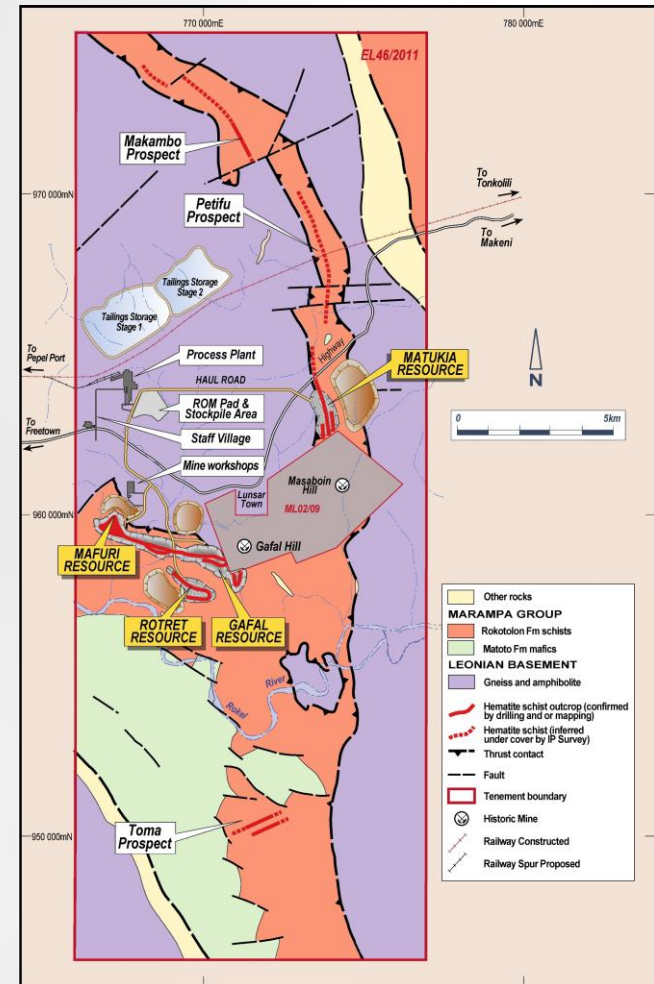 770 000mE
780 000mE
EL46/2011
Makambo
Prospect
970 000mN
To
Tonkolili
Petifu
Prospect
To
Makeni
Tailings Storage
Stage 2
Tailings Storage
Stage 1
To
Pepel Port
Process Plant
Highway
MATUKIA
RESOURCE
HAUL ROAD
N
ROM Pad &
Stockpile Area
0 5km
To
Freetown
Staff Village
Mine workshops
Masaboin
Hill
Lunsar
Town
ML02/09
960 000mN
Gafal Hill
MAFURI
RESOURCE
ROTRET
RESOURCE
GAFAL
RESOURCE
Rokel
River
Other rocks
MARAMPA GROUP
Rokotolon Fm schists
Matoto Fm mafics
LEONIAN BASEMENT
Gneiss and amphibolite
Hematite schist outcrop (confirmed
by drilling and or mapping)
Hematite schist (inferred
under cover by IP Survey)
Thrust contact
Fault
Tenement boundary
Historic Mine
Railway Constructed
Railway Spur Proposed
950 000mN
Toma
Prospect